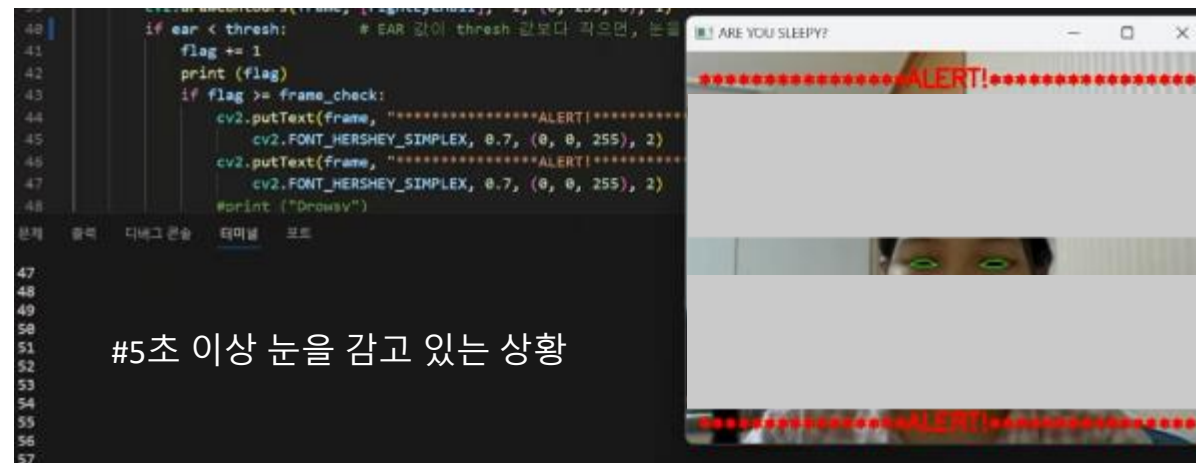 40 if ear < thresh: # EAR 값이 thresh 값보다 작으면, 눈을
41 flag += 1
42 print (flag)
43 if flag >= frame_check:
44 cv2.putText(frame, "****************ALERT!***********
45 cv2.FONT_HERSHEY_SIMPLEX, 0.7, (0, 0, 255), 2)
46 cv2.putText(frame, "****************ALERT!***********
47 cv2.FONT_HERSHEY_SIMPLEX, 0.7, (0, 0, 255), 2)
48 #print ("Drowsy")
문제 출력 디버그 콘솔 터미널 포트
47
48
49
50
51
52
53
54
55
56
57
#5초 이상 눈을 감고 있는 상황
ARE YOU SLEEPY?
****************ALERT!****************
****************ALERT!****************